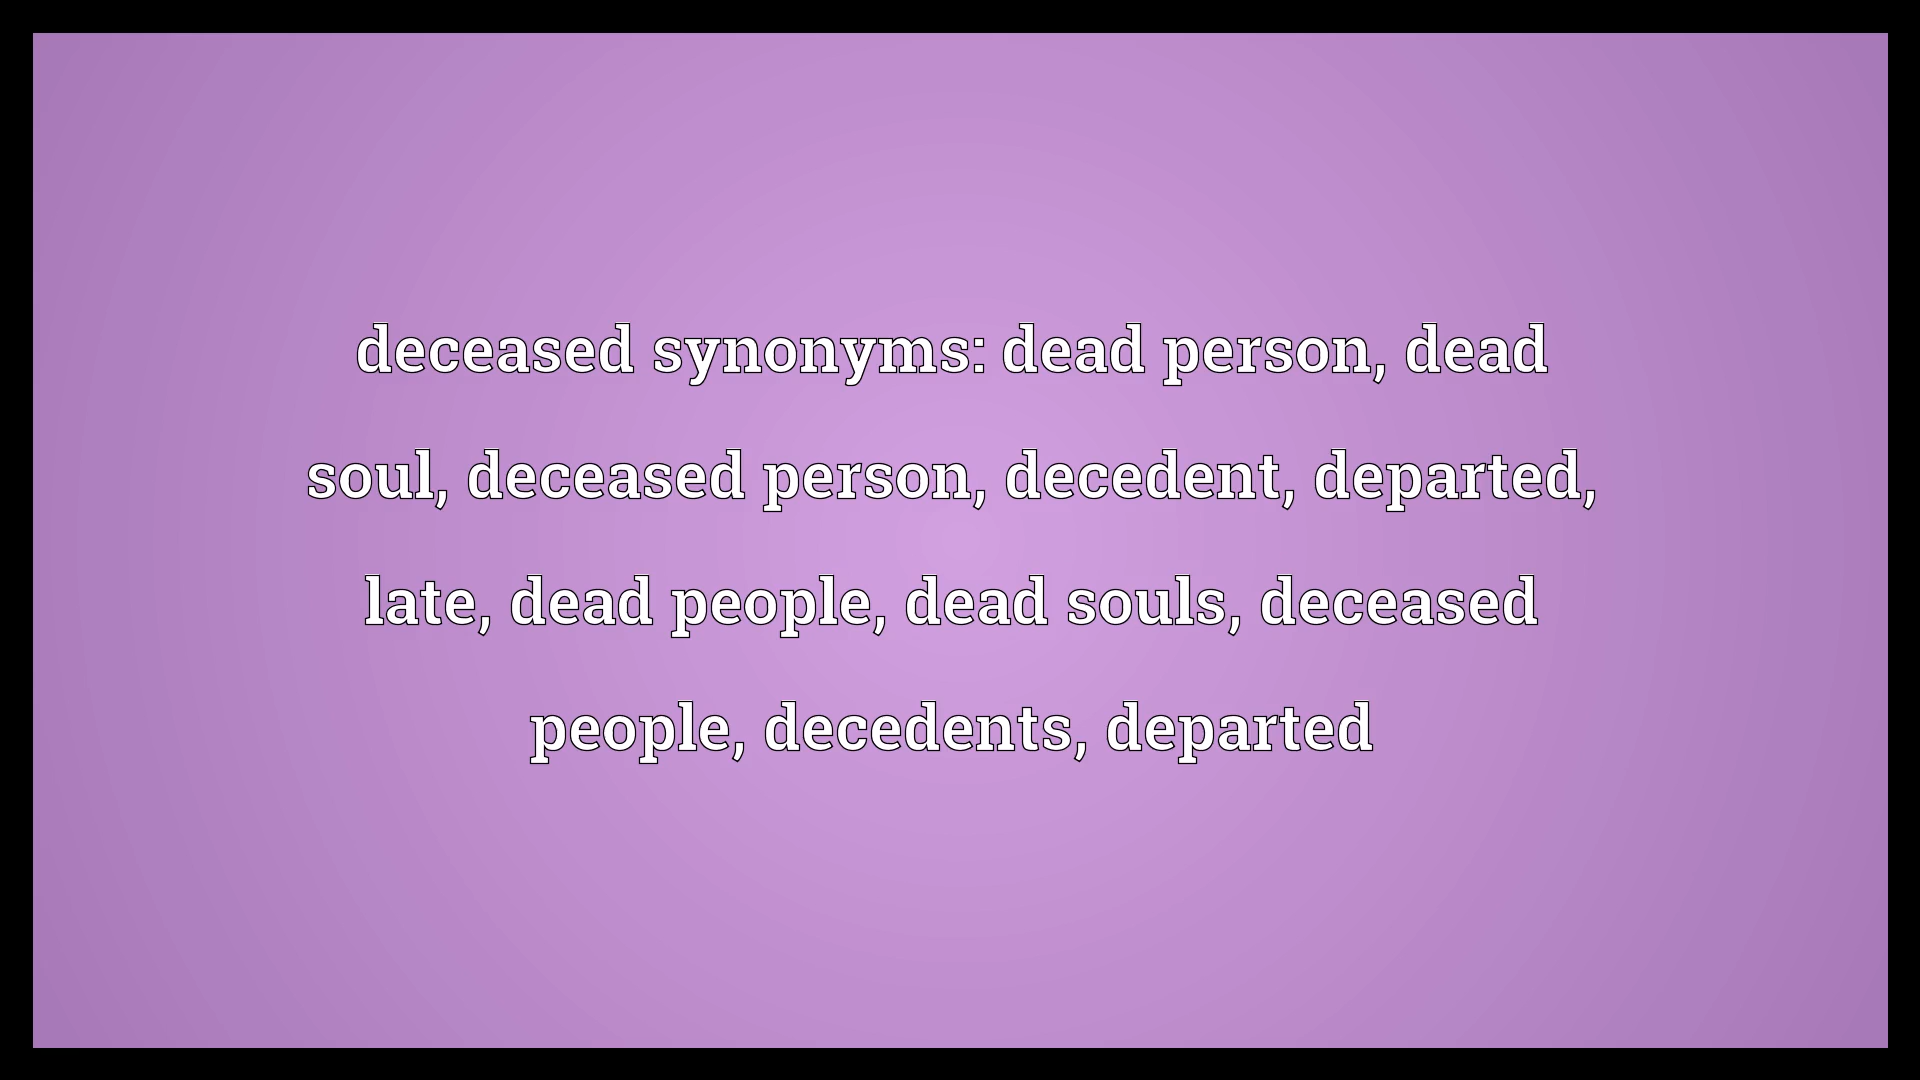 deceased synonyms: dead person, dead
soul, deceased person, decedent, departed,
late, dead people, dead souls, deceased
people, decedents, departed